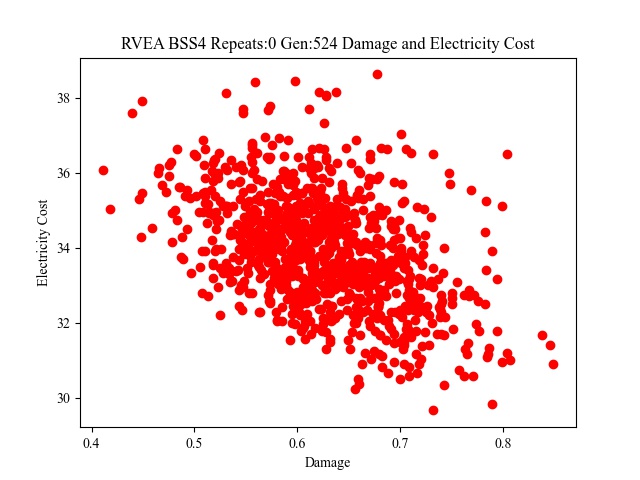 RVEA BSS4 Repeats:0 Gen:524 Damage and Electricity Cost
38
36
34
32
30
Electricity Cost
0.4 0.5 0.6 0.7 0.8
Damage